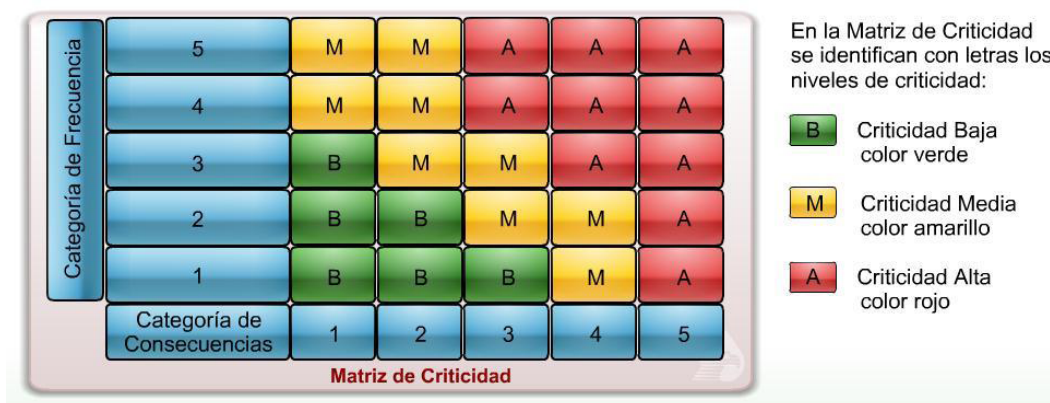 Categoría de Frecuencia
5 M M A A A
4 M M A A A
3 B M M A A
2 B B M M A
1 B B B M A
Categoría de
Consecuencias
1 2 3 4 5
Matriz de Criticidad
En la Matriz de Criticidad
se identifican con letras los
niveles de criticidad:
B Criticidad Baja
color verde
M Criticidad Media
color amarillo
A Criticidad Alta
color rojo